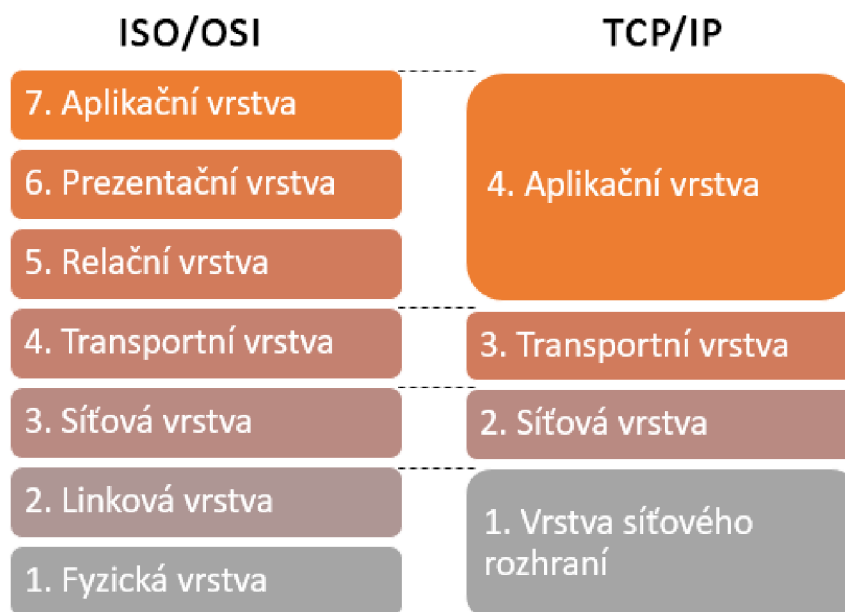 ISO/OSI
7. Aplikační vrstva
6. Prezentační vrstva
5. Relační vrstva
4. Transportní vrstva
3. Síťová vrstva
2. Linková vrstva
1. Fyzická vrstva
TCP/IP
4. Aplikační vrstva
3. Transportní vrstva
2. Síťová vrstva
1. Vrstva síťového
rozhraní